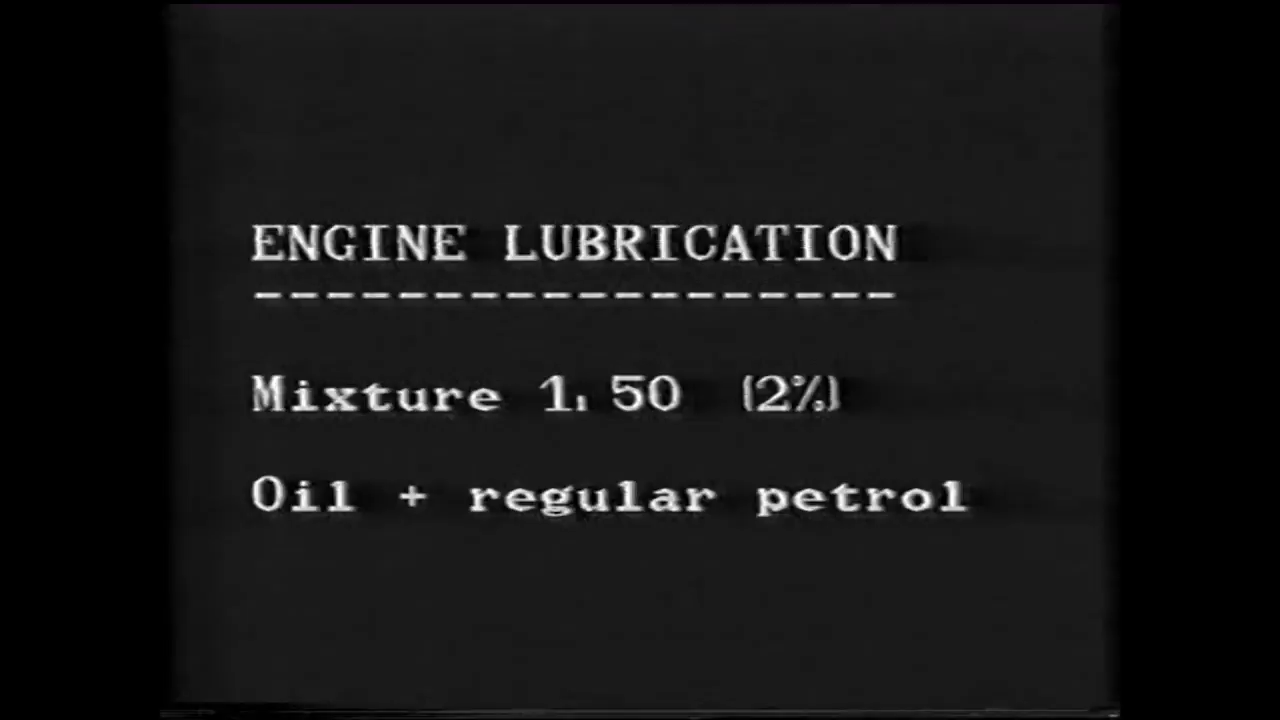 ENGINE LUBRICATION
-------------------
Mixture 1:50 (2%)
Oil + regular petrol